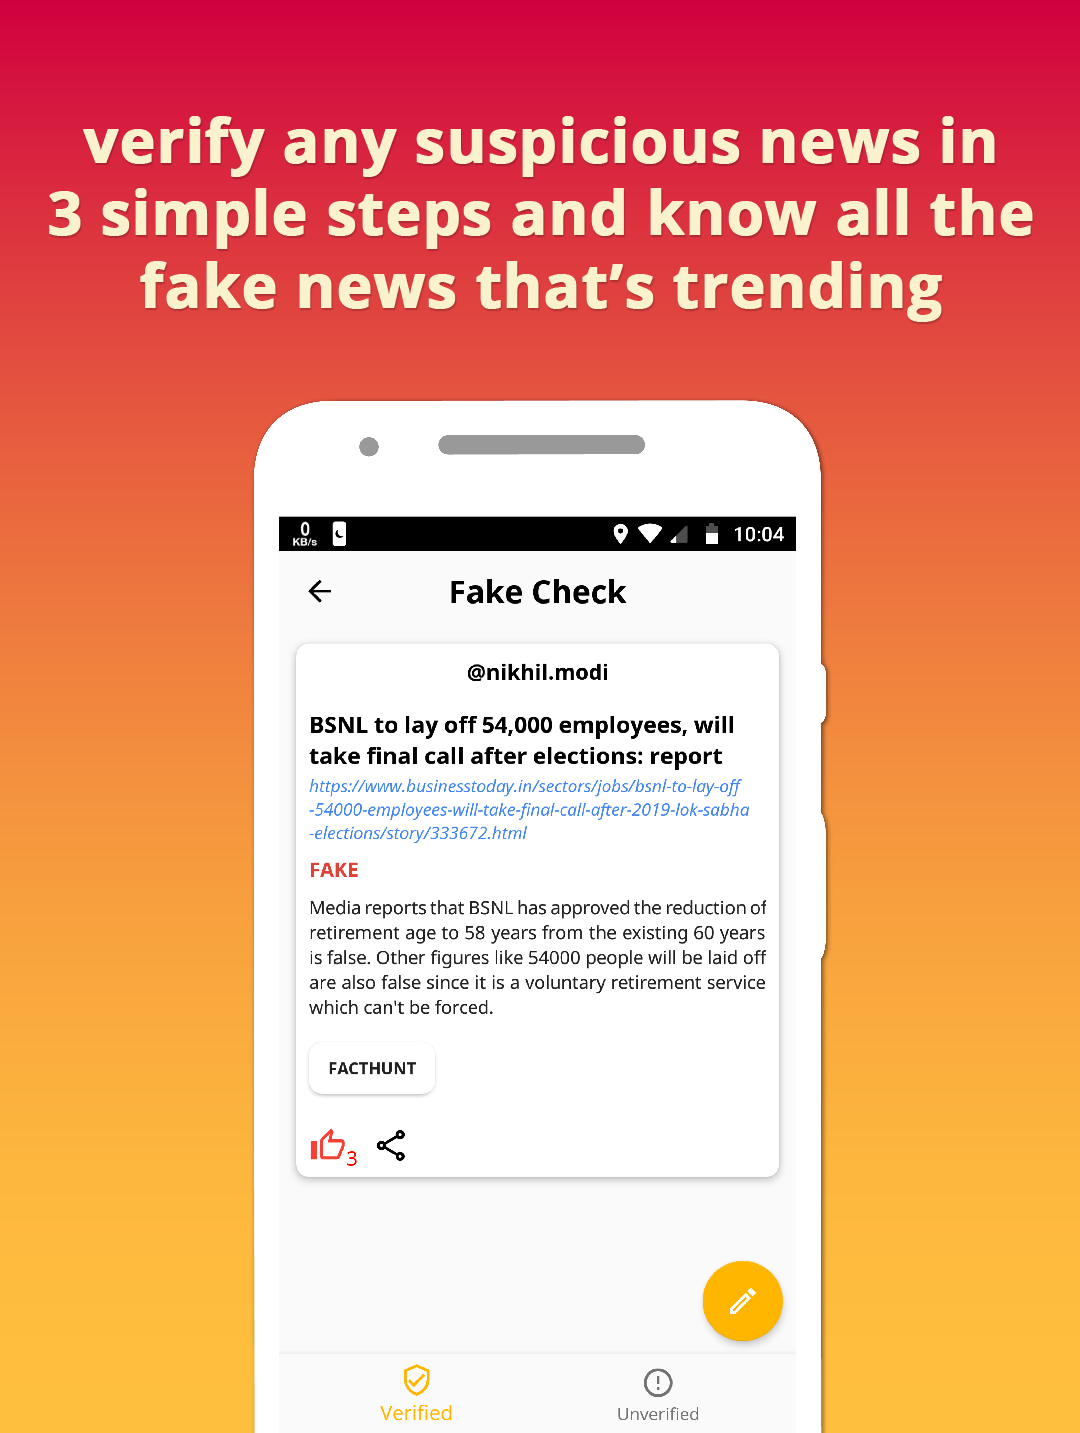 verify any suspicious news in
3 simple steps and know all the
fake news that’s trending
0
KB/s
10:04
Fake Check
@nikhil.modi
BSNL to lay off 54,000 employees, will
take final call after elections: report
https://www.businesstoday.in/sectors/jobs/bsnl-to-lay-off
-54000-employees-will-take-final-call-after-2019-lok-sabha
-elections/story/333672.html
FAKE
Media reports that BSNL has approved the reduction of
retirement age to 58 years from the existing 60 years
is false. Other figures like 54000 people will be laid off
are also false since it is a voluntary retirement service
which can't be forced.
FACTHUNT
3
Verified
Unverified